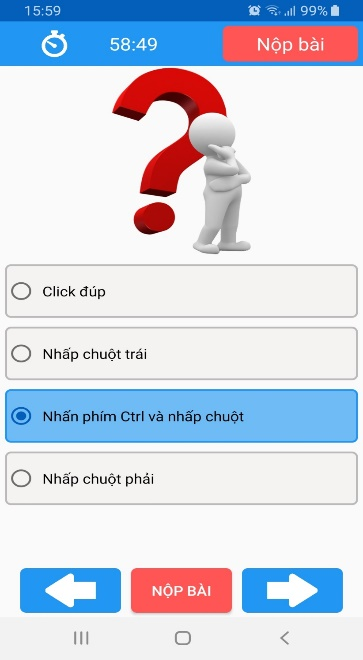 15:59
99%
58:49
Nộp bài
Click đúp
Nhấp chuột trái
Nhấn phím Ctrl và nhấp chuột
Nhấp chuột phải
NỘP BÀI